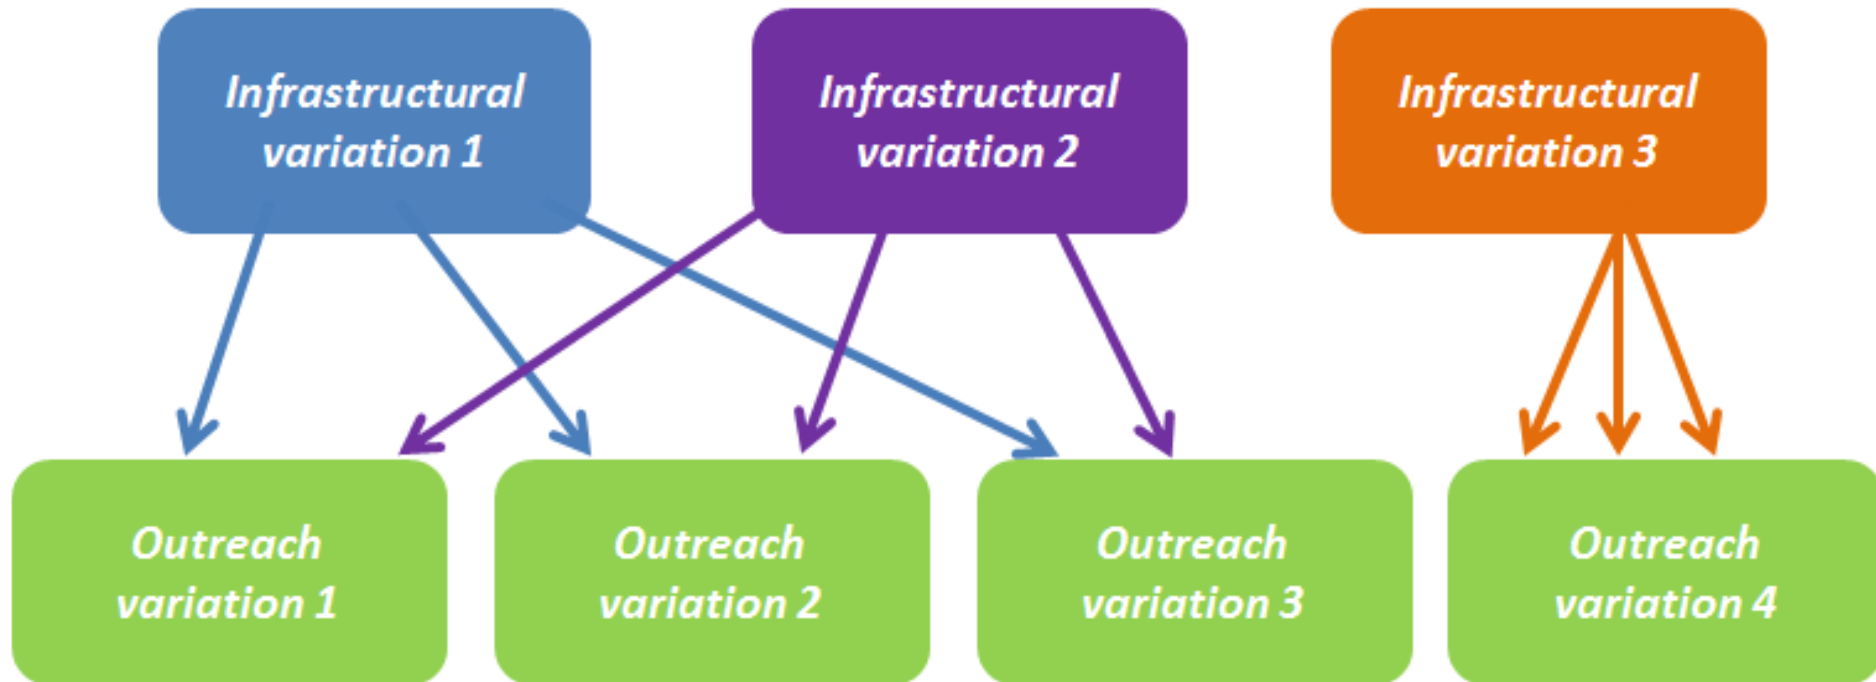 Infrastructural
variation 1
Infrastructural
variation 2
Infrastructural
variation 3
Outreach
variation 1
Outreach
variation 2
Outreach
variation 3
Outreach
variation 4